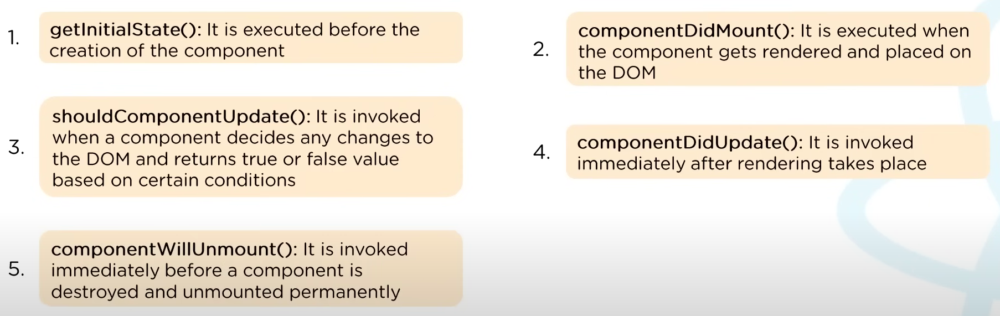 1.
getInitialState(): It is executed before the
creation of the component
2.
componentDidMount(): It is executed when
the component gets rendered and placed on
the DOM
3.
shouldComponentUpdate(): It is invoked
when a component decides any changes to
the DOM and returns true or false value
based on certain conditions
4.
componentDidUpdate(): It is invoked
immediately after rendering takes place
5.
componentWillUnmount(): It is invoked
immediately before a component is
destroyed and unmounted permanently